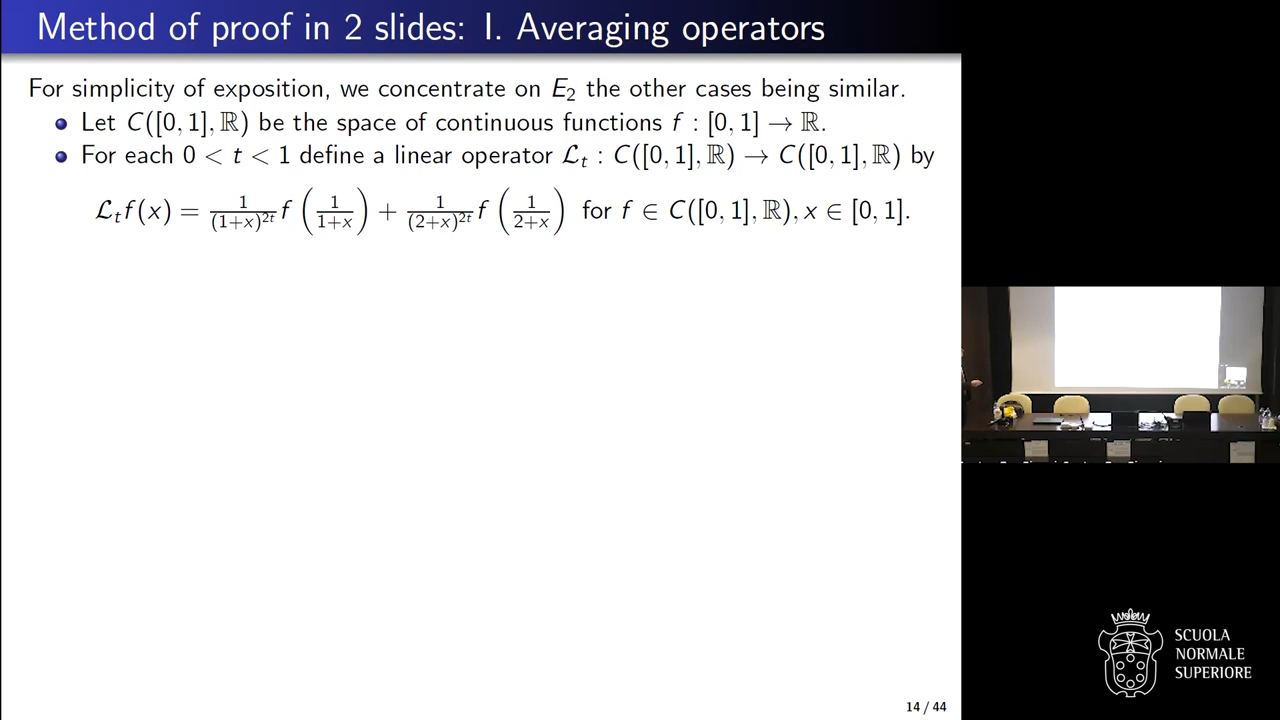 Method of proof in 2 slides: I. Averaging operators
For simplicity of exposition, we concentrate on E₂ the other cases being similar.
Let C([0, 1], ℝ) be the space of continuous functions f : [0, 1] → ℝ.
For each 0 < t < 1 define a linear operator ℒₜ : C([0, 1], ℝ) → C([0, 1], ℝ) by
ℒₜf(x) = 1/(1+x)²ᵗ f (1/(1+x)) + 1/(2+x)²ᵗ f (1/(2+x)) for f ∈ C([0, 1], ℝ), x ∈ [0, 1].
SCUOLA
NORMALE
SUPERIORE
14 / 44